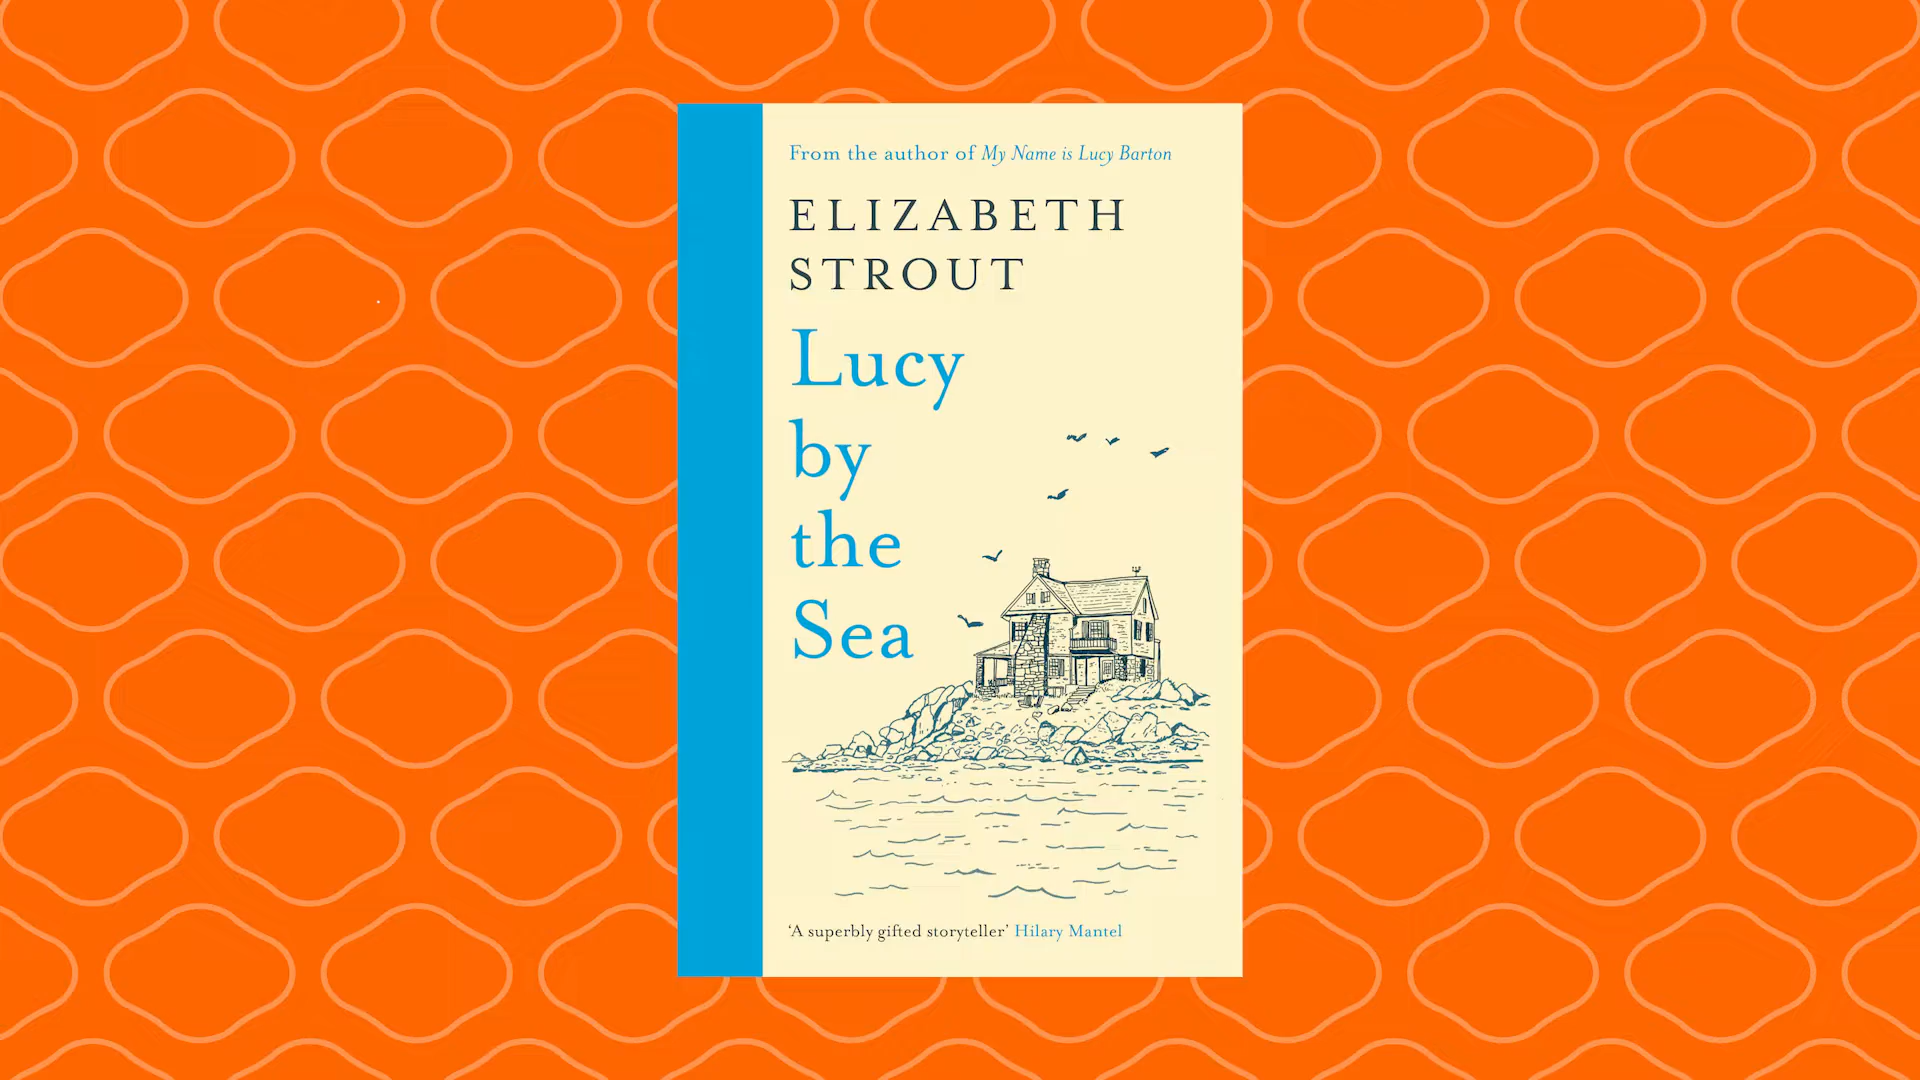 From the author of My Name is Lucy Barton
ELIZABETH
STROUT
Lucy
by
the
Sea
‘A superbly gifted storyteller’ Hilary Mantel